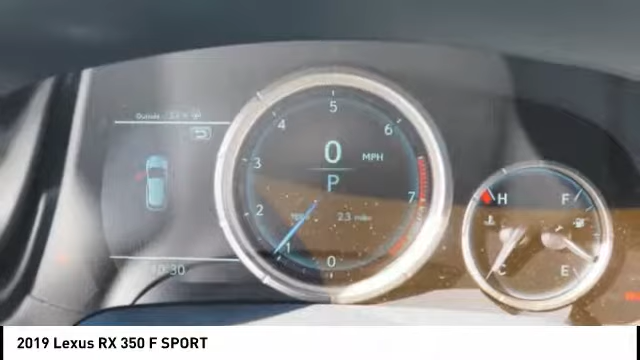 Outside
5
4
6
0
MPH
3
P
7
2
2.3 miles
1
0
10:30
H
F
C
E
2019 Lexus RX 350 F SPORT